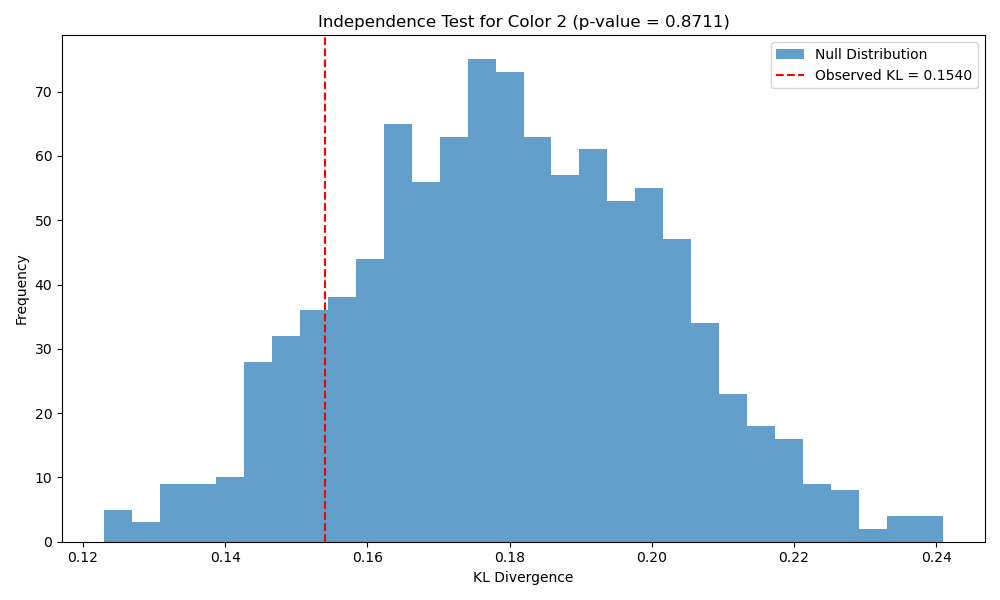 Independence Test for Color 2 (p-value = 0.8711)
Null Distribution
Observed KL = 0.1540
Frequency
70
60
50
40
30
20
10
0
0.12 0.14 0.16 0.18 0.20 0.22 0.24
KL Divergence